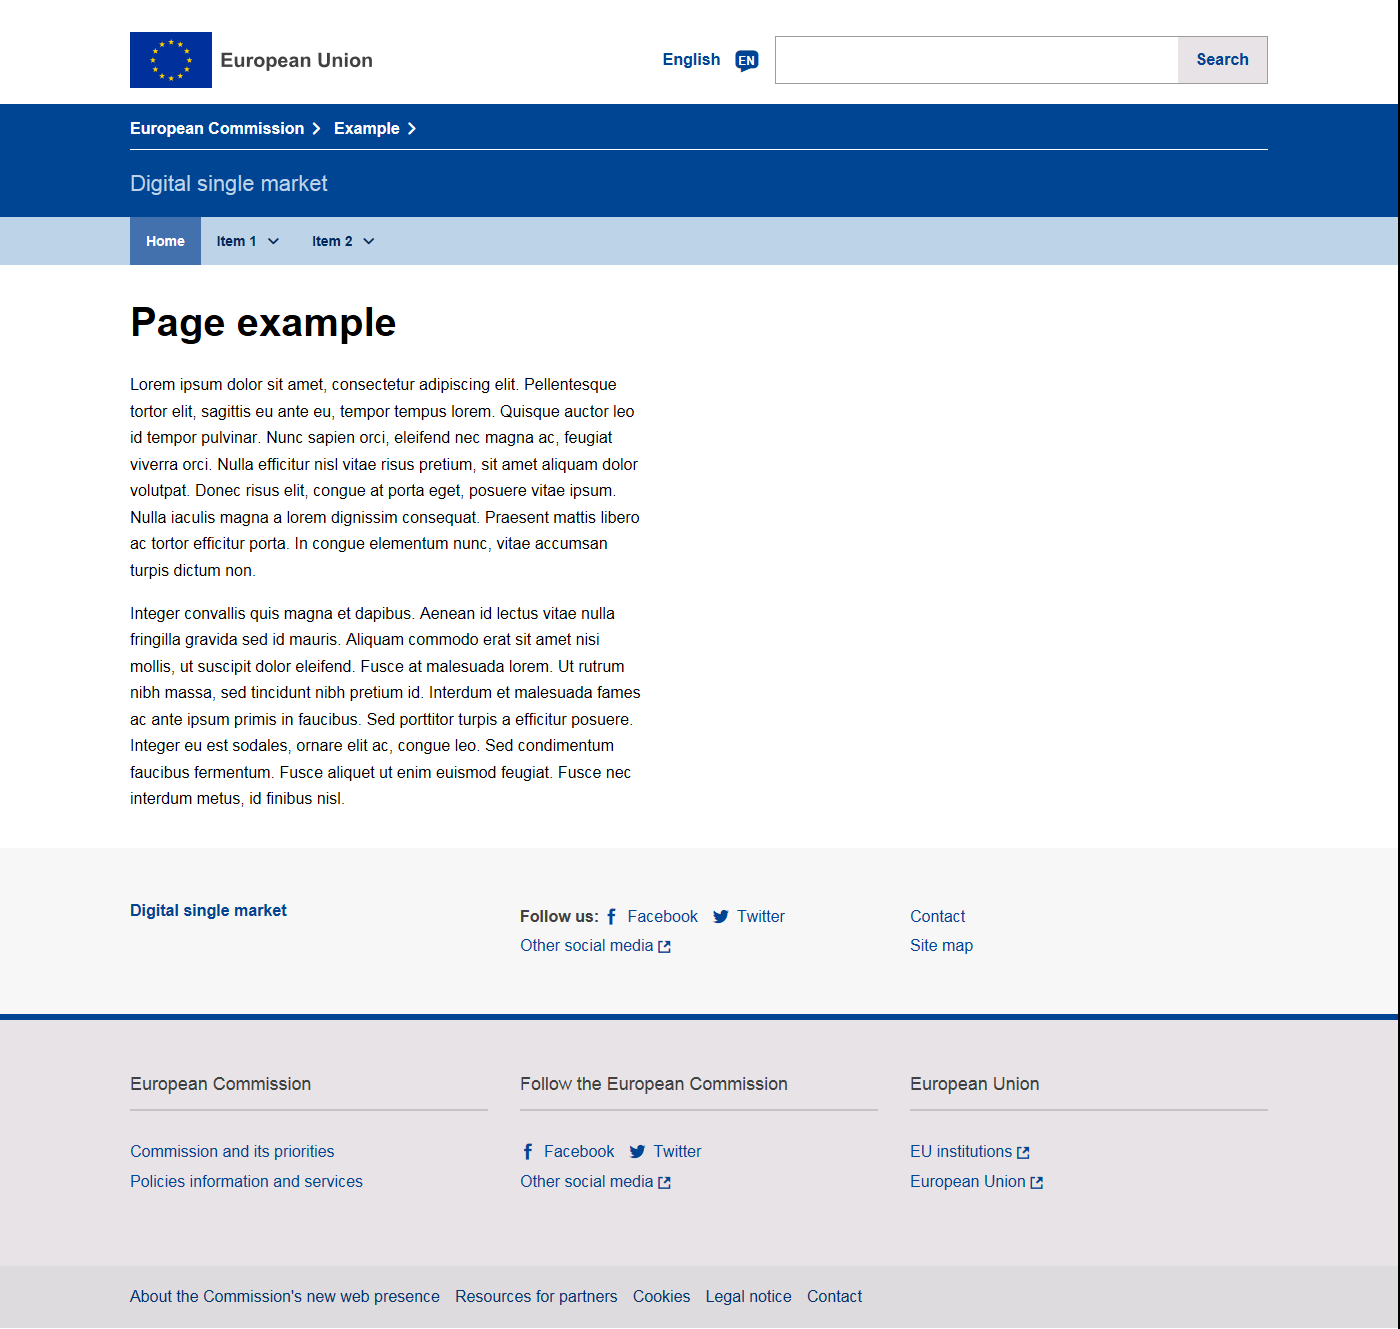 European Union
English EN Search
European Commission Example
Digital single market
Home Item 1 Item 2
Page example
Lorem ipsum dolor sit amet, consectetur adipiscing elit. Pellentesque
tortor elit, sagittis eu ante eu, tempor tempus lorem. Quisque auctor leo
id tempor pulvinar. Nunc sapien orci, eleifend nec magna ac, feugiat
viverra orci. Nulla efficitur nisl vitae risus pretium, sit amet aliquam dolor
volutpat. Donec risus elit, congue at porta eget, posuere vitae ipsum.
Nulla iaculis magna a lorem dignissim consequat. Praesent mattis libero
ac tortor efficitur porta. In congue elementum nunc, vitae accumsan
turpis dictum non.
Integer convallis quis magna et dapibus. Aenean id lectus vitae nulla
fringilla gravida sed id mauris. Aliquam commodo erat sit amet nisi
mollis, ut suscipit dolor eleifend. Fusce at malesuada lorem. Ut rutrum
nibh massa, sed tincidunt nibh pretium id. Interdum et malesuada fames
ac ante ipsum primis in faucibus. Sed porttitor turpis a efficitur posuere.
Integer eu est sodales, ornare elit ac, congue leo. Sed condimentum
faucibus fermentum. Fusce aliquet ut enim euismod feugiat. Fusce nec
interdum metus, id finibus nisl.
Digital single market
Follow us: Facebook Twitter
Other social media
Contact
Site map
European Commission
Commission and its priorities
Policies information and services
Follow the European Commission
Facebook Twitter
Other social media
European Union
EU institutions
European Union
About the Commission's new web presence Resources for partners Cookies Legal notice Contact